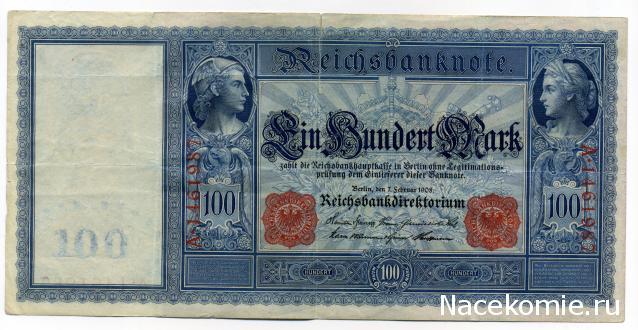 Reichsbanknote.
Ein Hundert Mark
zahlt die Reichsbankhauptkasse in Berlin ohne Legitimations-
prüfung dem Einlieferer dieser Banknote.
Berlin, den 7. Februar 1908.
Reichsbankdirektorium
100
100
100
HUNDERT
100
HUNDERT
Nacekomie.ru